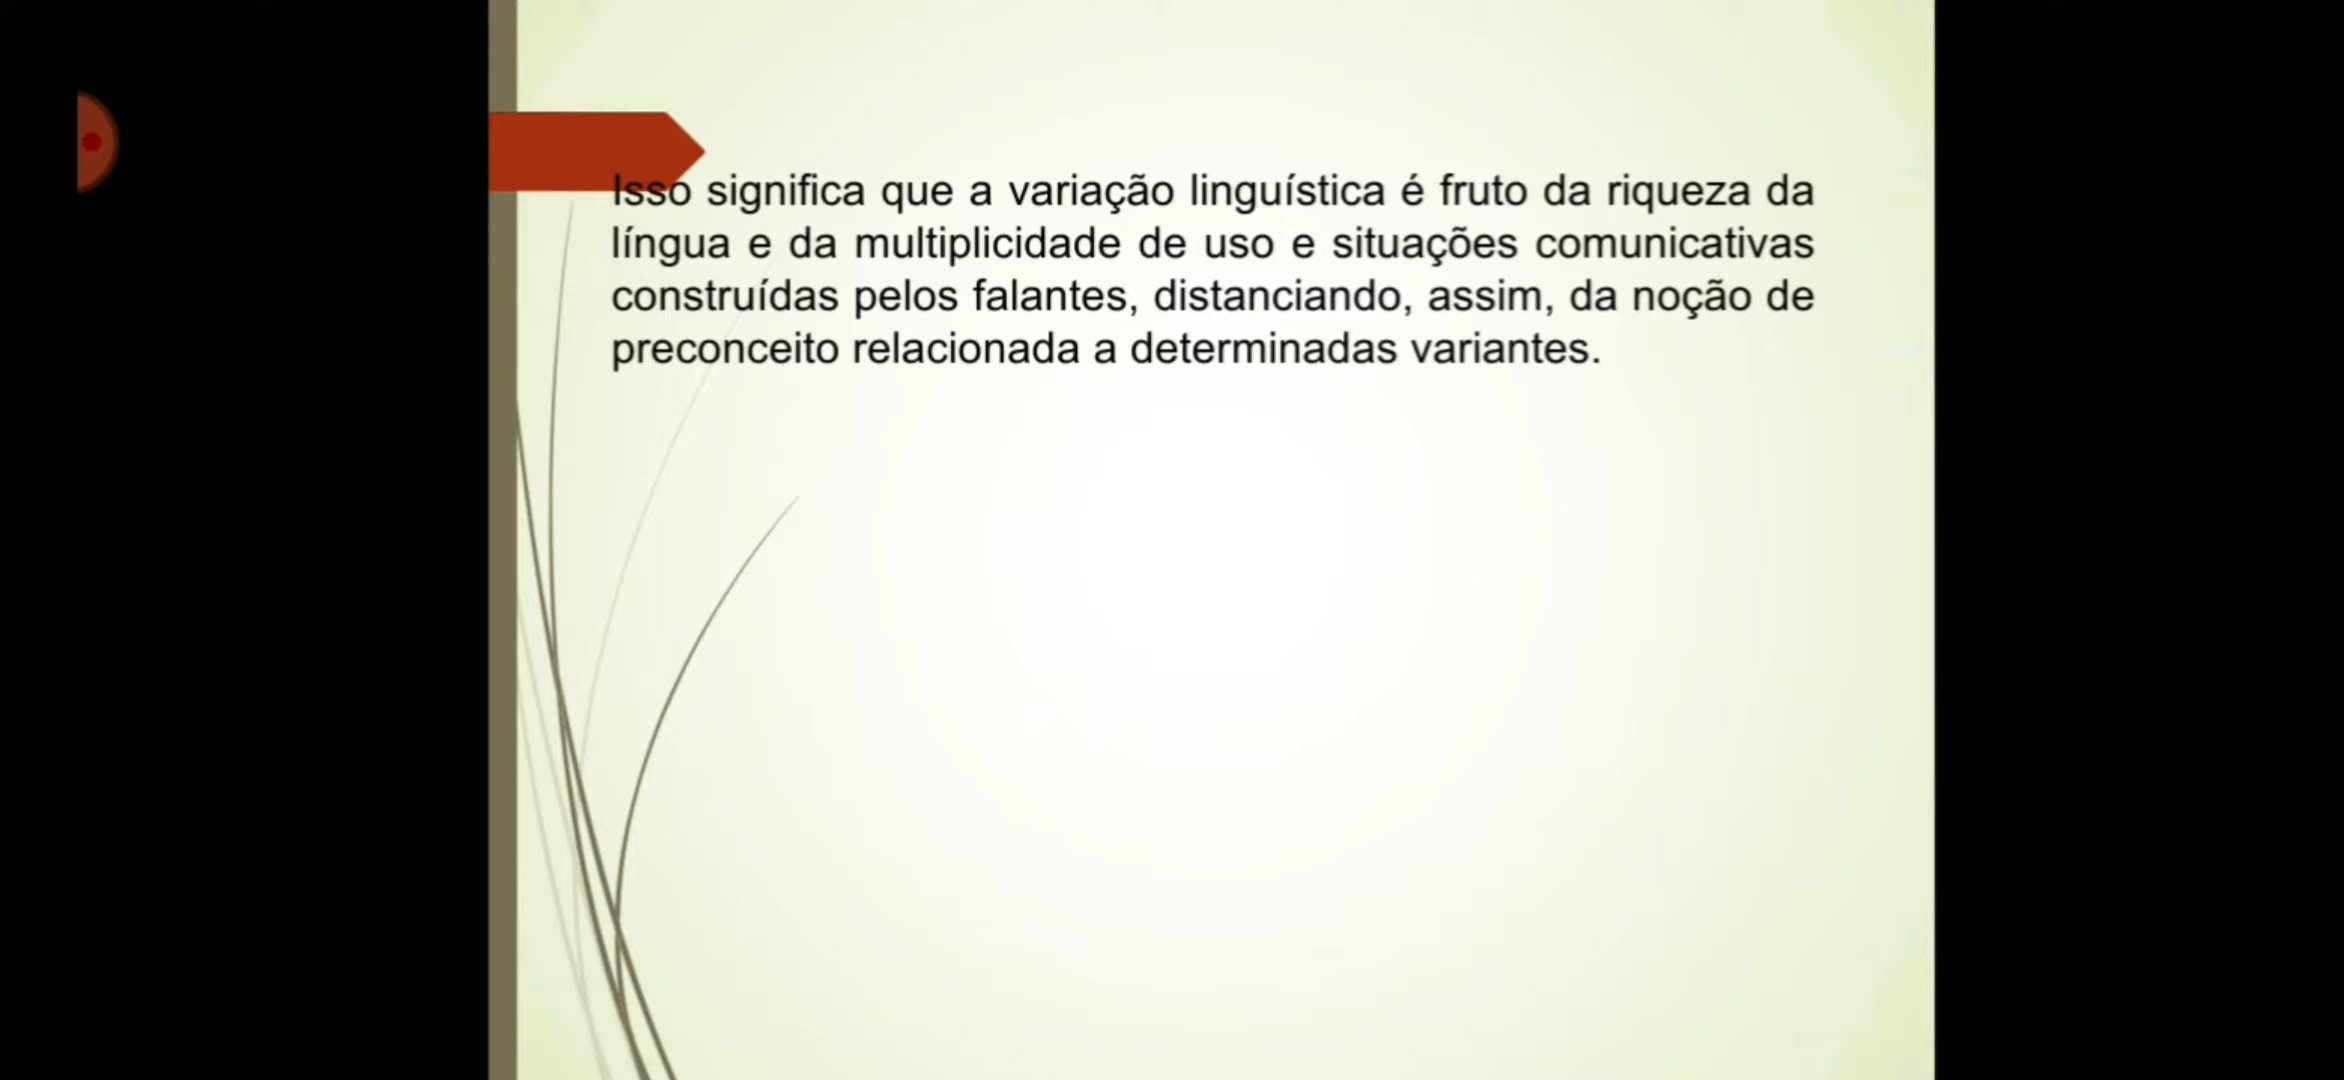 Isso significa que a variação linguística é fruto da riqueza da
língua e da multiplicidade de uso e situações comunicativas
construídas pelos falantes, distanciando, assim, da noção de
preconceito relacionada a determinadas variantes.